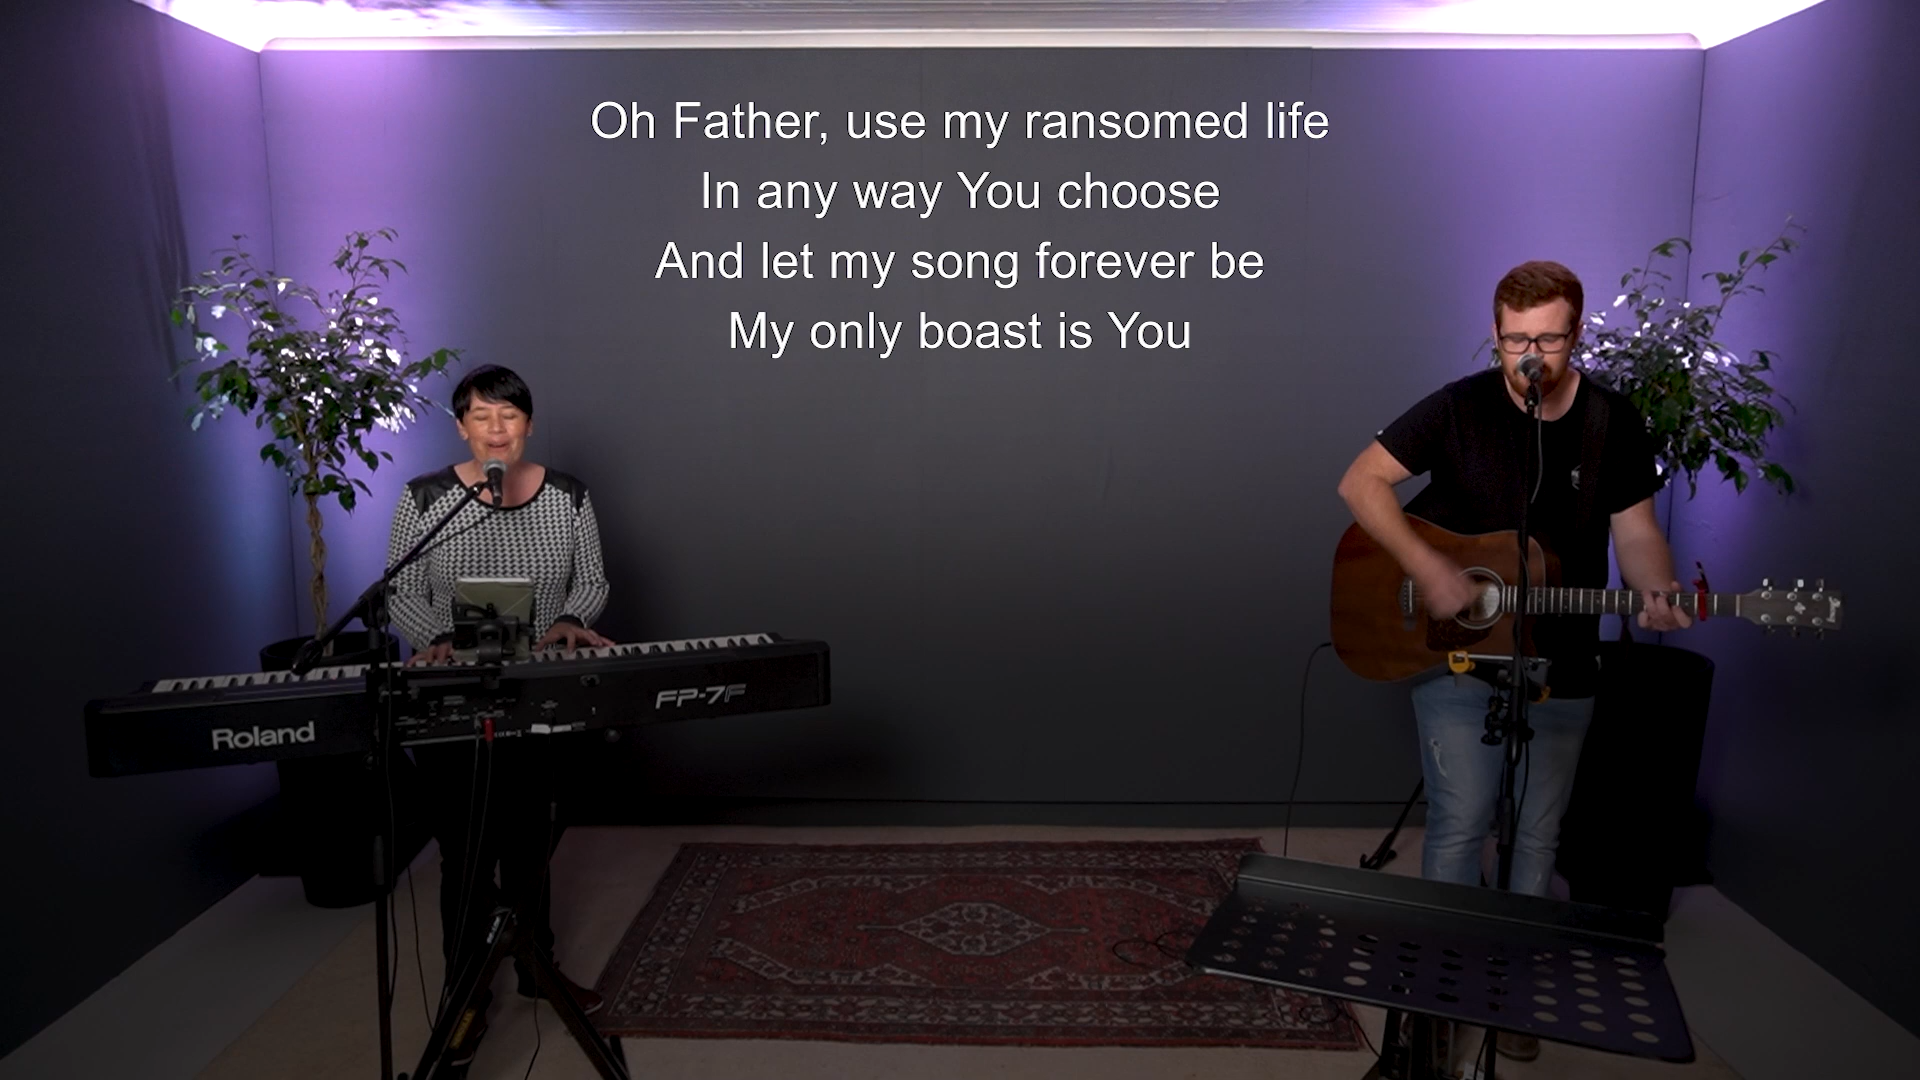 Oh Father, use my ransomed life
In any way You choose
And let my song forever be
My only boast is You
Roland
FP-7F